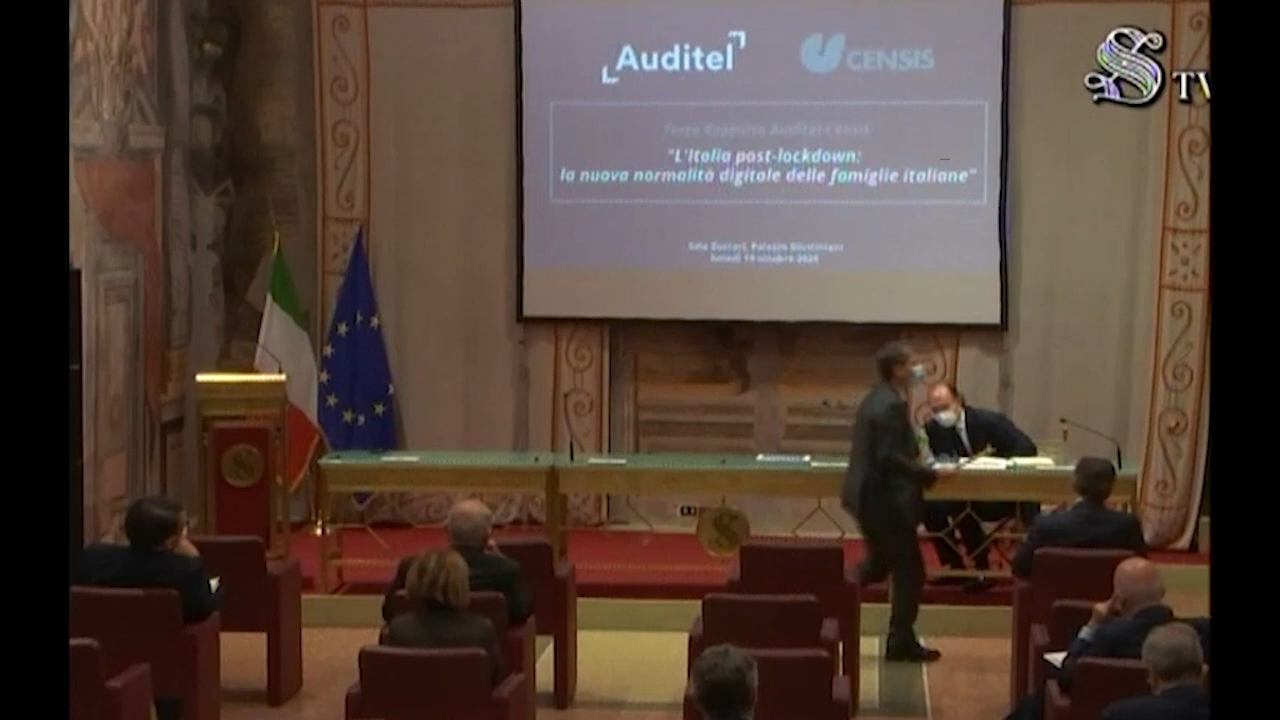 Auditel
CENSIS
S TV
Terzo Rapporto Auditel-Censis
"L'Italia post-lockdown:
la nuova normalità digitale delle famiglie italiane"
Sala Zuccari, Palazzo Giustiniani
lunedì 19 ottobre 2020